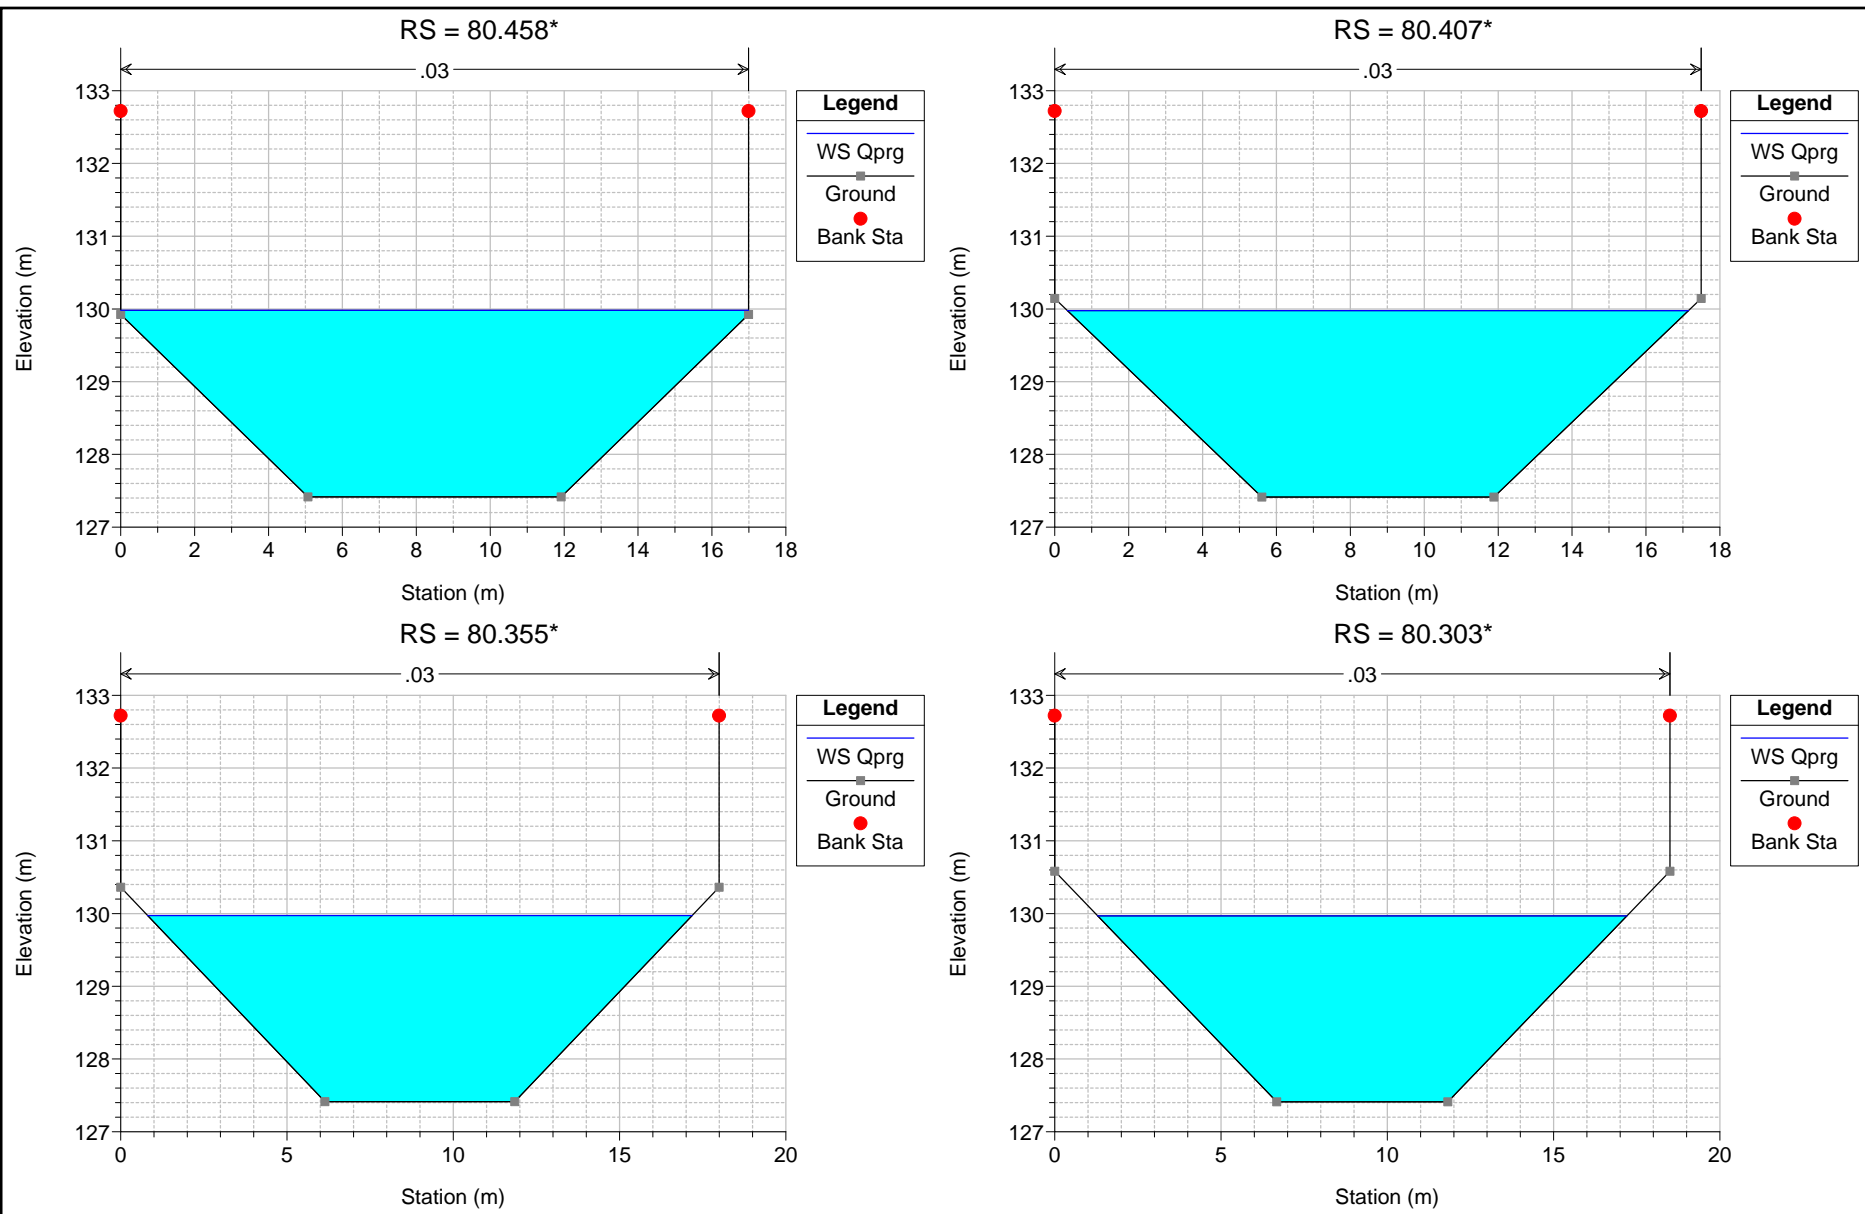 RS = 80.458*
.03
133
132
131
130
129
128
127
Elevation (m)
0 2 4 6 8 10 12 14 16 18
Station (m)
Legend
WS Qprg
Ground
Bank Sta
RS = 80.407*
.03
133
132
131
130
129
128
127
Elevation (m)
0 2 4 6 8 10 12 14 16 18
Station (m)
Legend
WS Qprg
Ground
Bank Sta
RS = 80.355*
.03
133
132
131
130
129
128
127
Elevation (m)
0 5 10 15 20
Station (m)
Legend
WS Qprg
Ground
Bank Sta
RS = 80.303*
.03
133
132
131
130
129
128
127
Elevation (m)
0 5 10 15 20
Station (m)
Legend
WS Qprg
Ground
Bank Sta